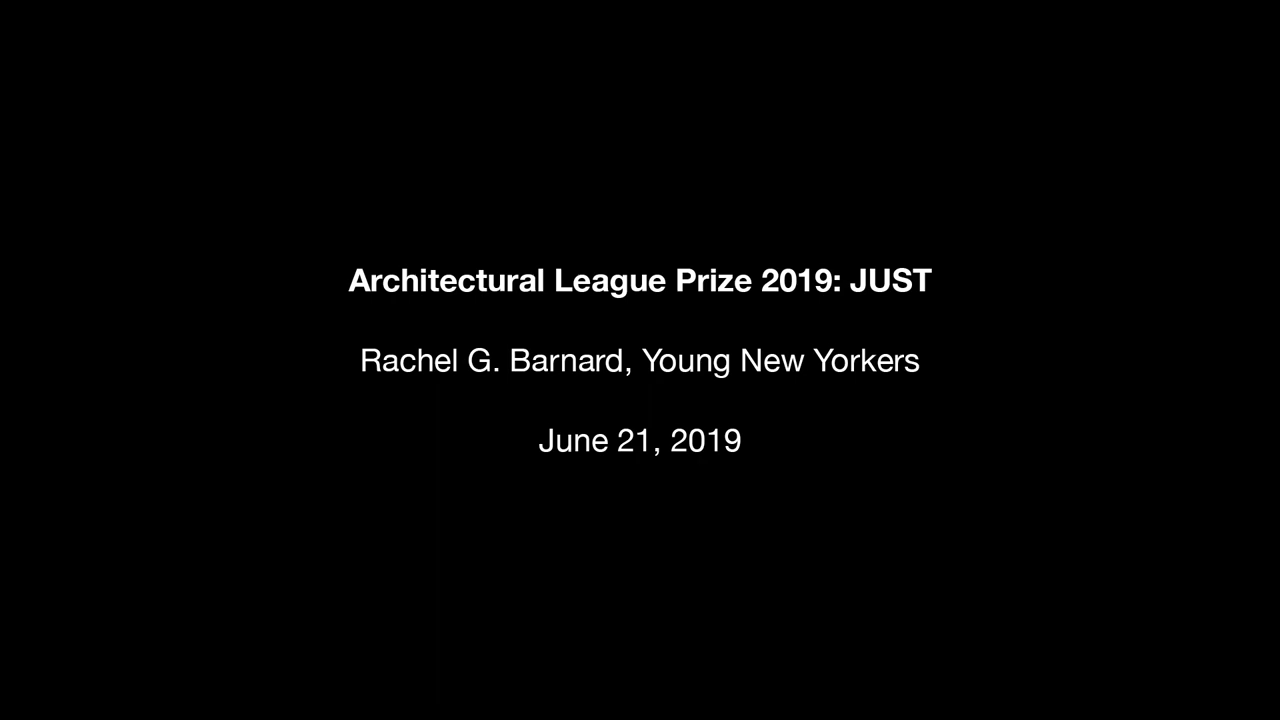 Architectural League Prize 2019: JUST
Rachel G. Barnard, Young New Yorkers
June 21, 2019